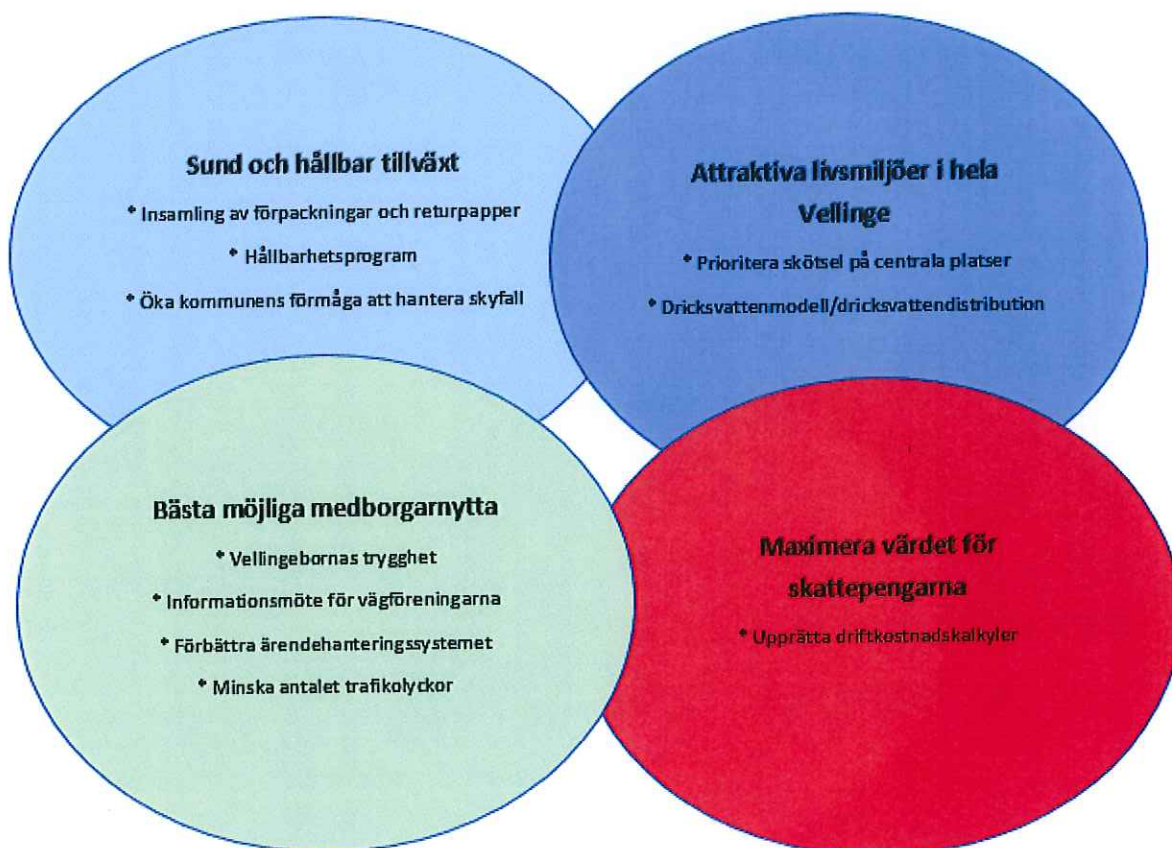 Sund och hållbar tillväxt
* Insamling av förpackningar och returpapper
* Hållbarhetsprogram
* Öka kommunens förmåga att hantera skyfall
Attraktiva livsmiljöer i hela
Vellinge
* Prioritera skötsel på centrala platser
* Dricksvattenmodell/dricksvattendistribution
Bästa möjliga medborgarnytta
* Vellingebornas trygghet
* Informationsmöte för vägföreningarna
* Förbättra ärendehanteringssystemet
* Minska antalet trafikolyckor
Maximera värdet för
skattepengarna
* Upprätta driftkostnadskalkyler